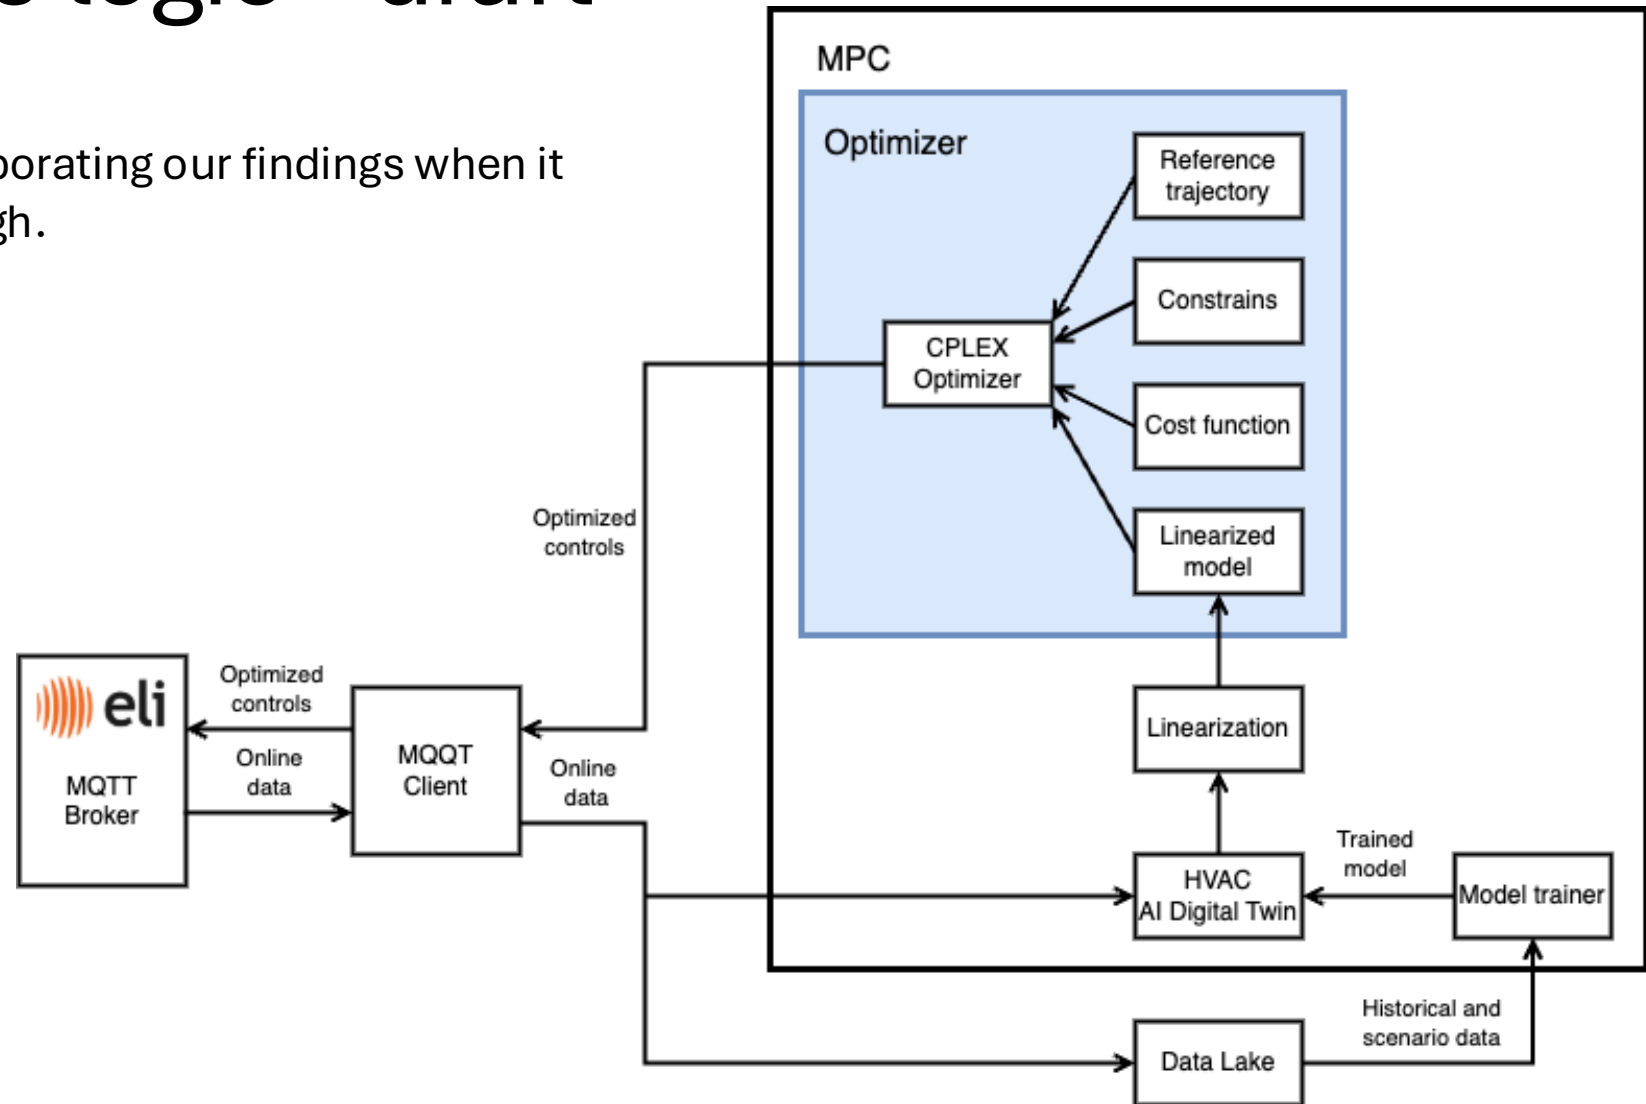 logic - draft
porating our findings when it
gh.
MPC
Optimizer
Reference
trajectory
Constrains
CPLEX
Optimizer
Cost function
Linearized
model
Optimized
controls
eli
MQTT
Broker
Optimized
controls
Online
data
MQQT
Client
Online
data
Linearization
HVAC
AI Digital Twin
Trained
model
Model trainer
Historical and
scenario data
Data Lake